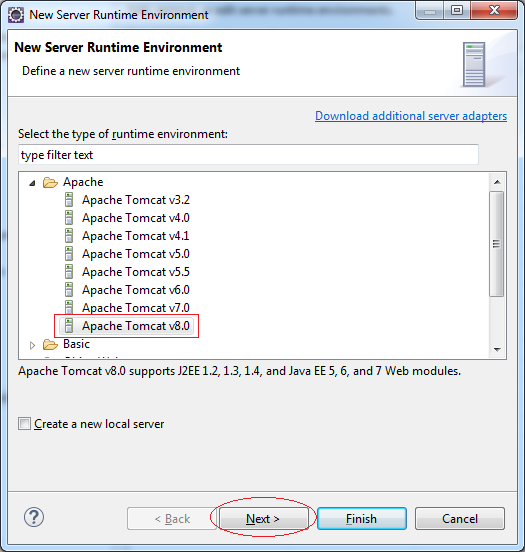 New Server Runtime Environment
New Server Runtime Environment
Define a new server runtime environment
Download additional server adapters
Select the type of runtime environment:
type filter text
Apache
Apache Tomcat v3.2
Apache Tomcat v4.0
Apache Tomcat v4.1
Apache Tomcat v5.0
Apache Tomcat v5.5
Apache Tomcat v6.0
Apache Tomcat v7.0
Apache Tomcat v8.0
Basic
Apache Tomcat v8.0 supports J2EE 1.2, 1.3, 1.4, and Java EE 5, 6, and 7 Web modules.
Create a new local server
? < Back Next > Finish Cancel